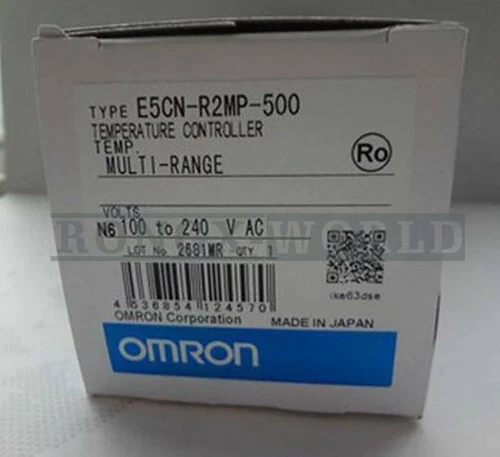 TYPE E5CN-R2MP-500
TEMPERATURE CONTROLLER
TEMP.
MULTI-RANGE
Ro
VOLTS
N6 100 to 240 V AC
LOT No. 2681MR QTY. 1
4 536854 124570
ike63dse
OMRON Corporation
MADE IN JAPAN
OMRON